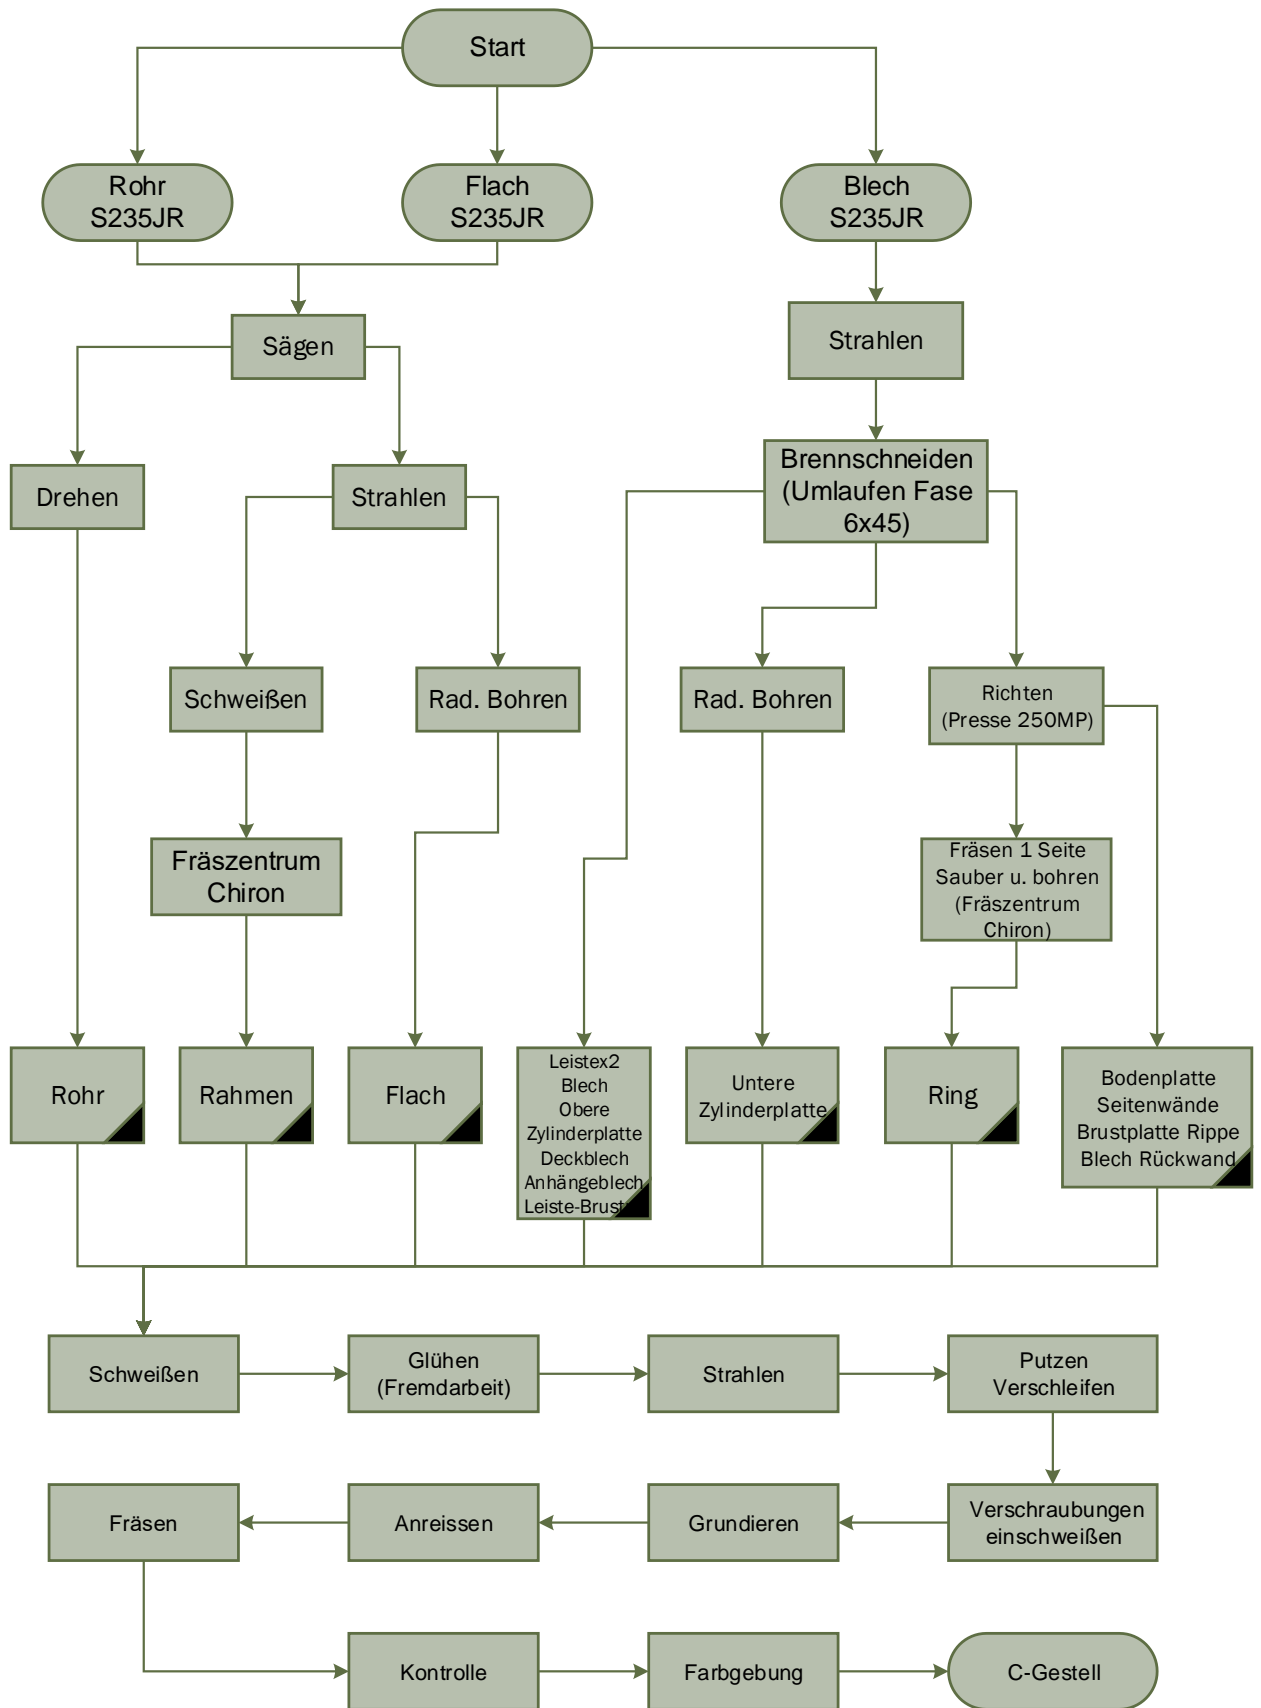 Start
Rohr
S235JR
Flach
S235JR
Blech
S235JR
Sägen
Strahlen
Drehen
Strahlen
Brennschneiden
(Umlaufen Fase
6x45)
Schweißen
Rad. Bohren
Rad. Bohren
Richten
(Presse 250MP)
Fräszentrum
Chiron
Fräsen 1 Seite
Sauber u. bohren
(Fräszentrum
Chiron)
Rohr
Rahmen
Flach
Leistex2
Blech
Obere
Zylinderplatte
Deckblech
Anhängeblech
Untere
Zylinderplatte
Ring
Bodenplatte
Seitenwände
Brustplatte Rippe
Blech Rückwand
Schweißen
Glühen
(Fremdarbeit)
Strahlen
Putzen
Verschleifen
Fräsen
Anreissen
Grundieren
Verschraubungen
einschweißen
Kontrolle
Farbgebung
C-Gestell